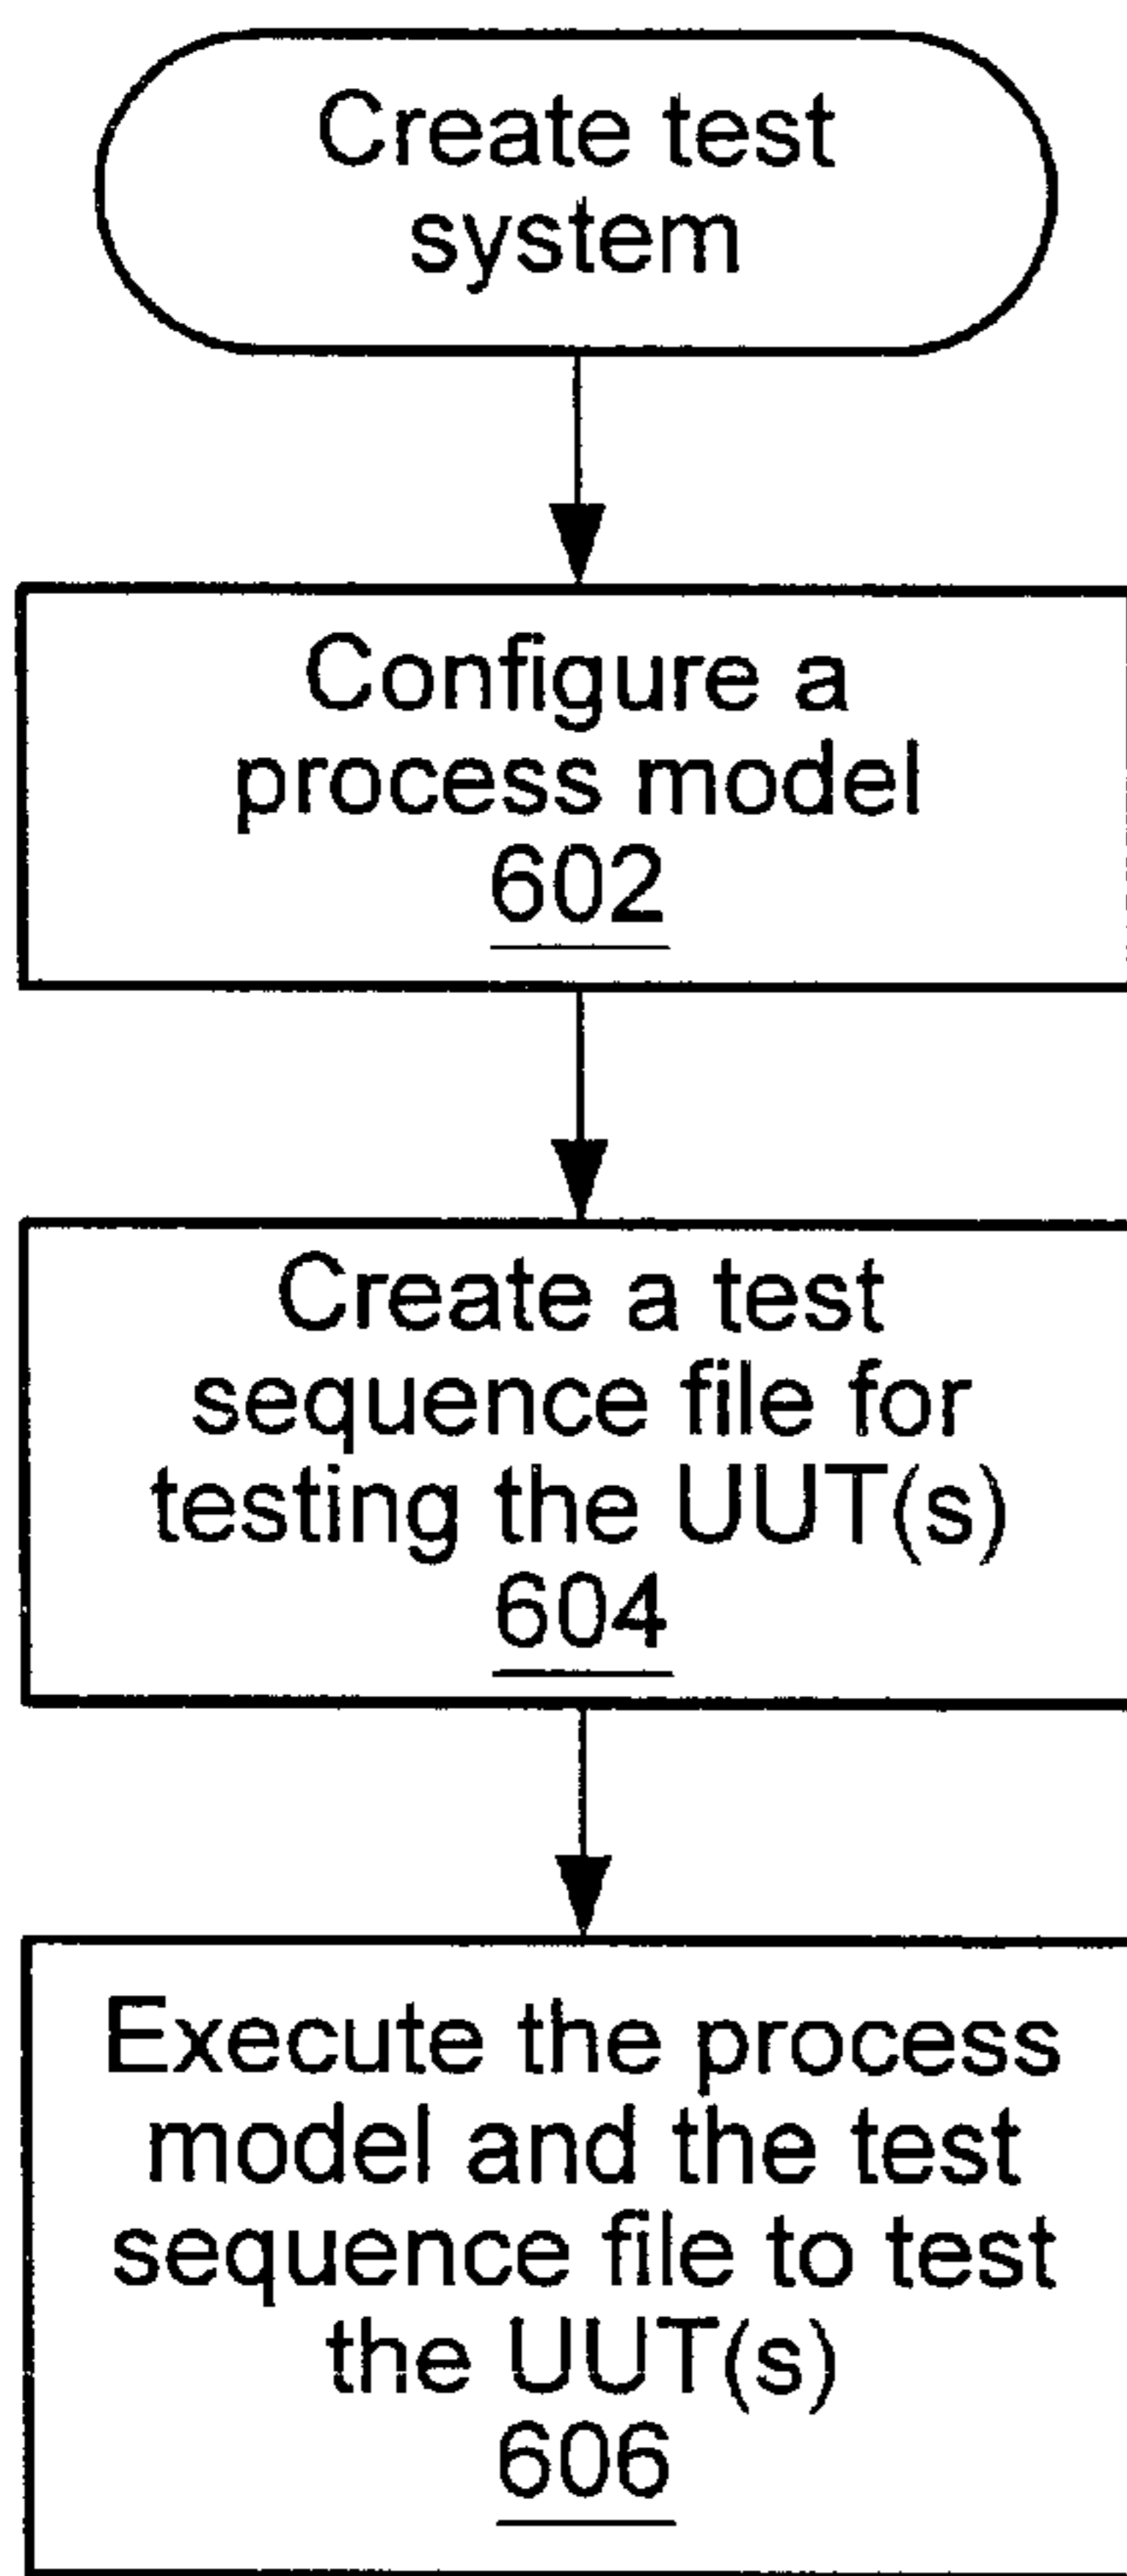 Create test
system
Configure a
process model
602
Create a test
sequence file for
testing the UUT(s)
604
Execute the process
model and the test
sequence file to test
the UUT(s)
606